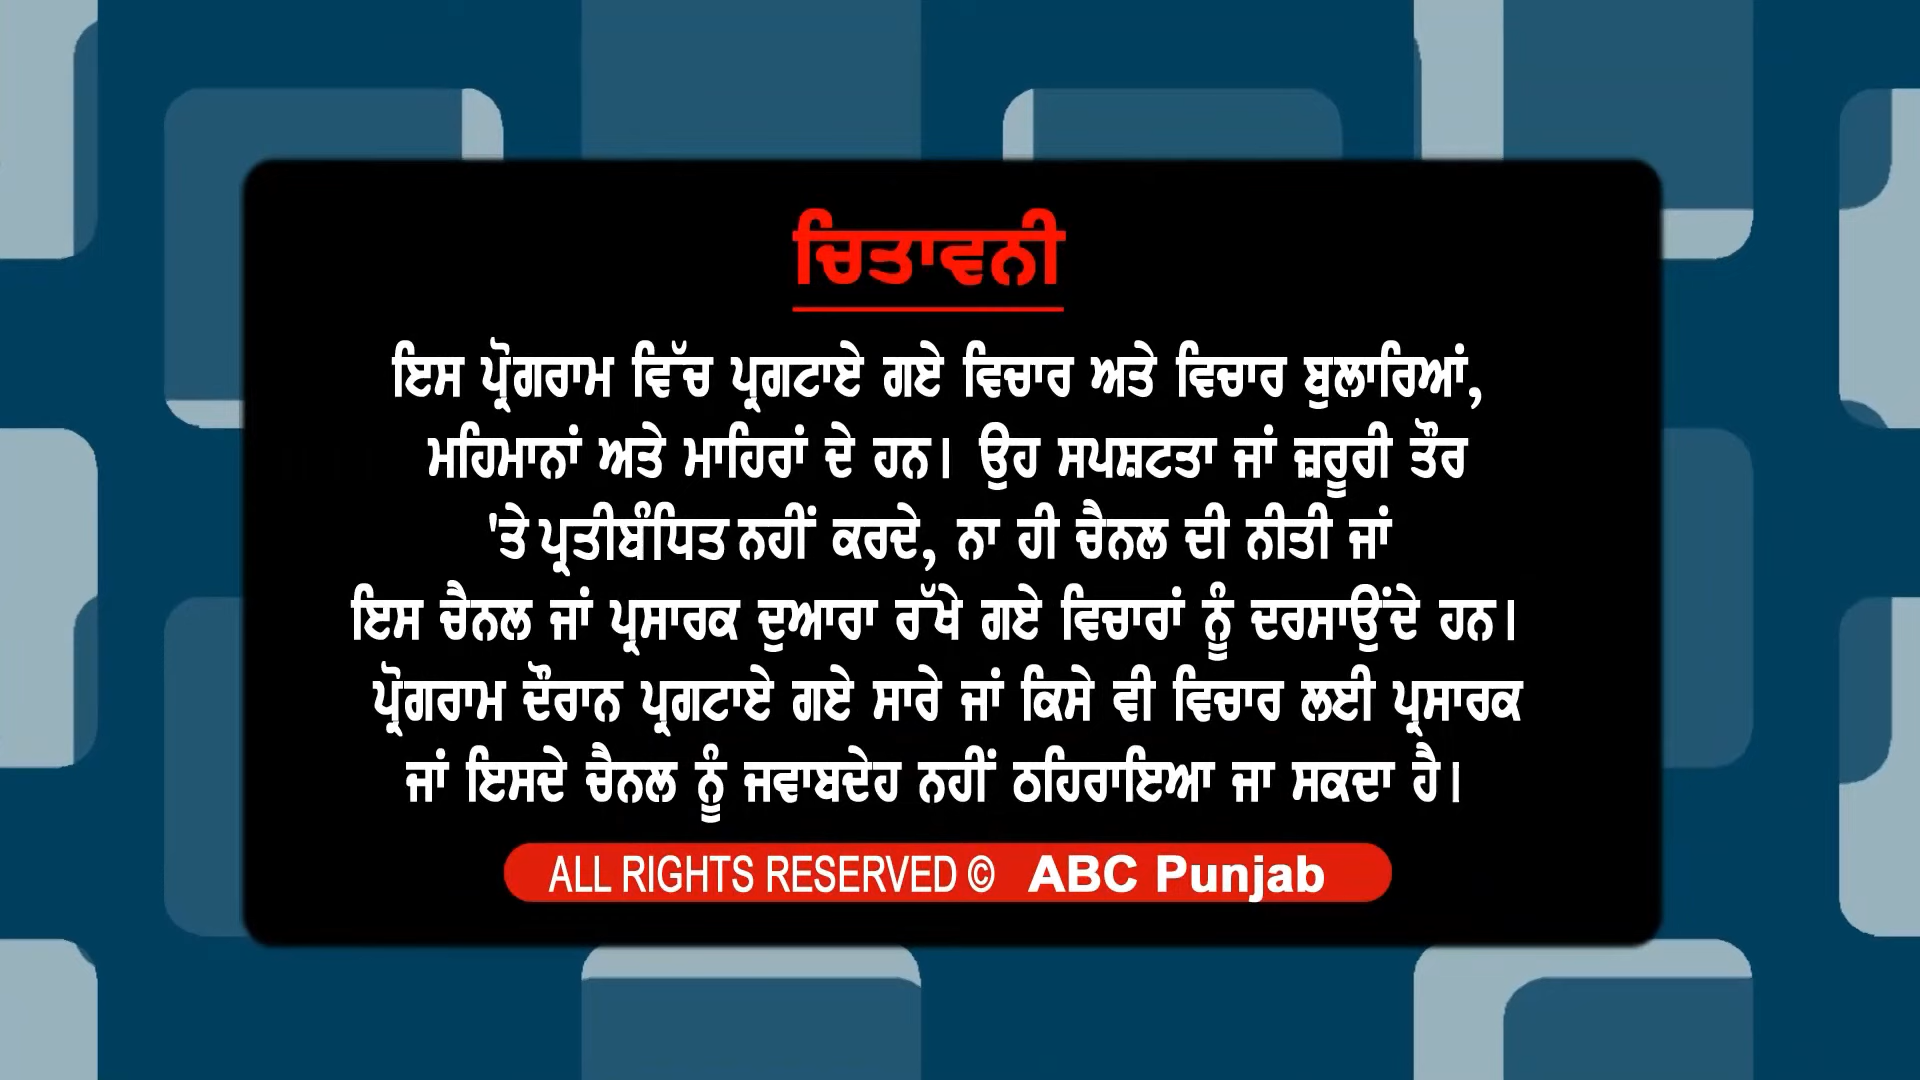 ਚਿਤਾਵਨੀ
ਇਸ ਪ੍ਰੋਗਰਾਮ ਵਿੱਚ ਪ੍ਰਗਟਾਏ ਗਏ ਵਿਚਾਰ ਅਤੇ ਵਿਚਾਰ ਬੁਲਾਰਿਆਂ,
ਮਹਿਮਾਨਾਂ ਅਤੇ ਮਾਹਿਰਾਂ ਦੇ ਹਨ। ਉਹ ਸਪਸ਼ਟਤਾ ਜਾਂ ਜ਼ਰੂਰੀ ਤੌਰ
'ਤੇ ਪ੍ਰਤੀਬੰਧਿਤ ਨਹੀਂ ਕਰਦੇ, ਨਾ ਹੀ ਚੈਨਲ ਦੀ ਨੀਤੀ ਜਾਂ
ਇਸ ਚੈਨਲ ਜਾਂ ਪ੍ਰਸਾਰਕ ਦੁਆਰਾ ਰੱਖੇ ਗਏ ਵਿਚਾਰਾਂ ਨੂੰ ਦਰਸਾਉਂਦੇ ਹਨ।
ਪ੍ਰੋਗਰਾਮ ਦੌਰਾਨ ਪ੍ਰਗਟਾਏ ਗਏ ਸਾਰੇ ਜਾਂ ਕਿਸੇ ਵੀ ਵਿਚਾਰ ਲਈ ਪ੍ਰਸਾਰਕ
ਜਾਂ ਇਸਦੇ ਚੈਨਲ ਨੂੰ ਜਵਾਬਦੇਹ ਨਹੀਂ ਠਹਿਰਾਇਆ ਜਾ ਸਕਦਾ ਹੈ।
ALL RIGHTS RESERVED © ABC Punjab